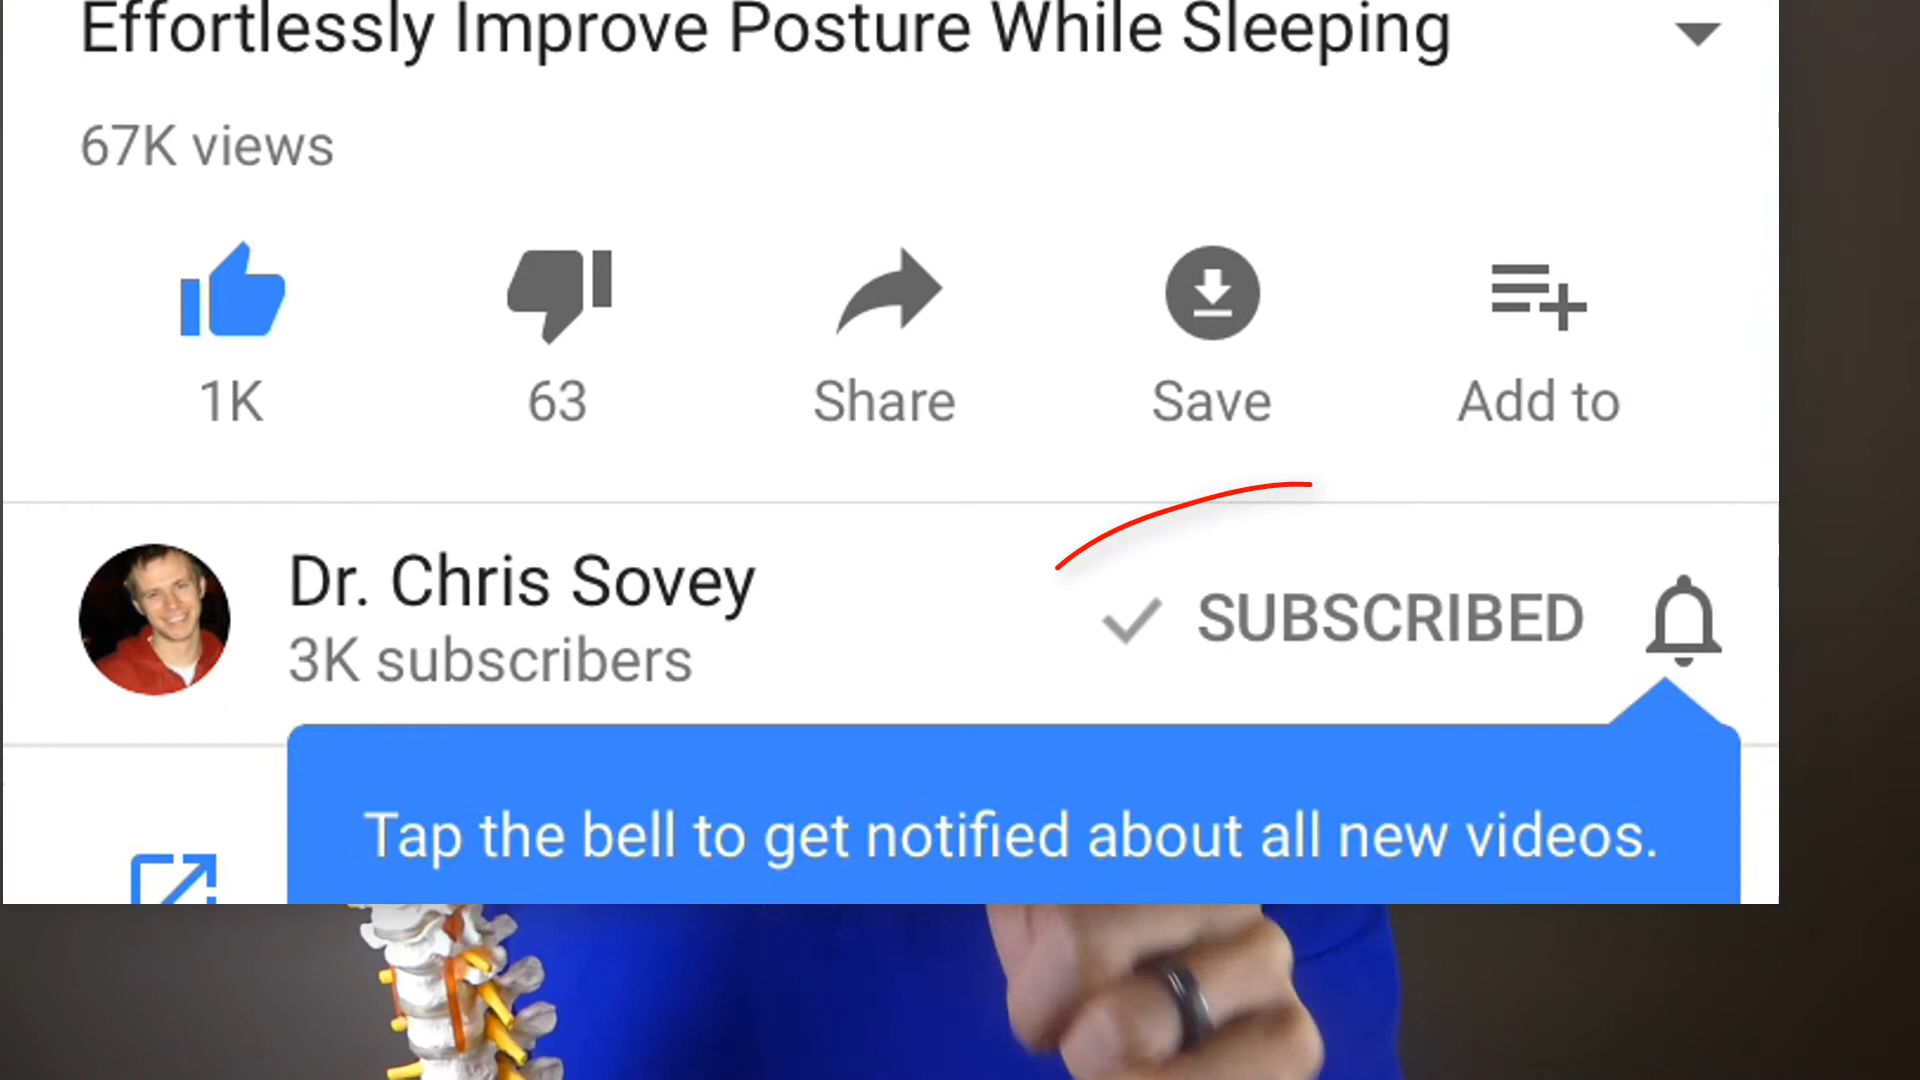 Effortlessly Improve Posture While Sleeping
67K views
1K
63
Share
Save
Add to
Dr. Chris Sovey
3K subscribers
SUBSCRIBED
Tap the bell to get notified about all new videos.